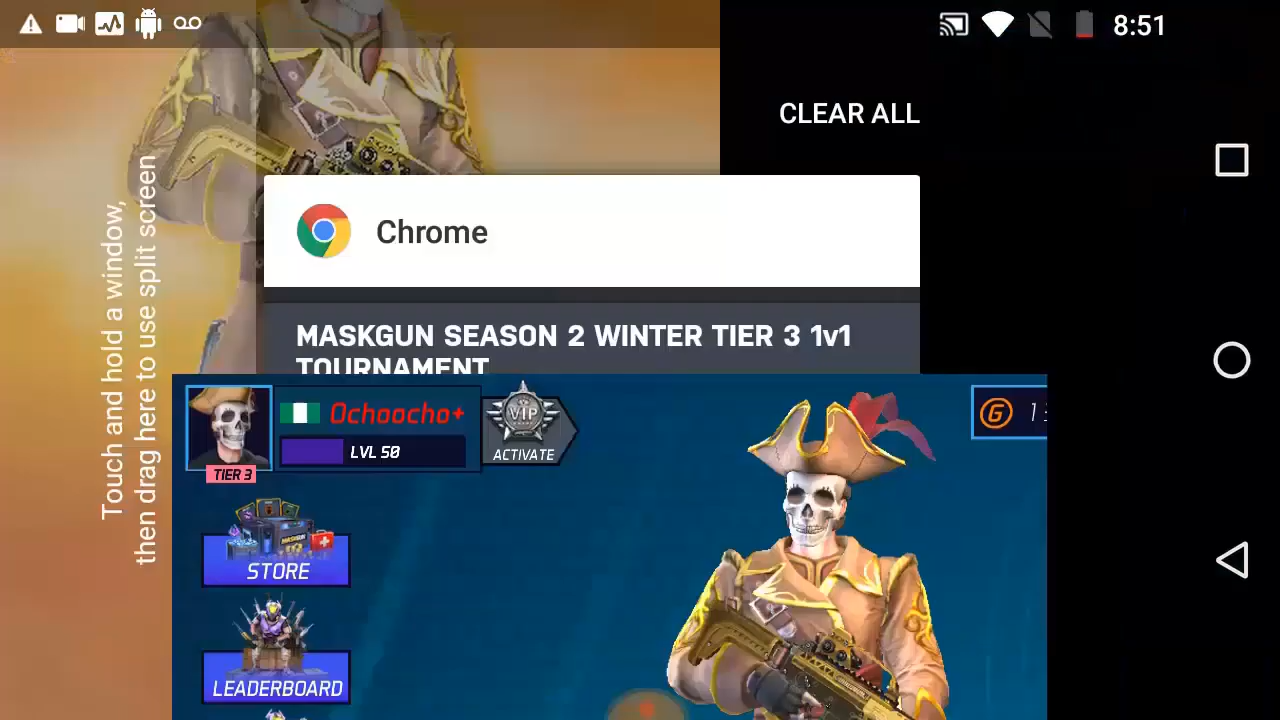 8:51
CLEAR ALL
Touch and hold a window,
then drag here to use split screen
Chrome
MASKGUN SEASON 2 WINTER TIER 3 1v1
TOURNAMENT
Ochoocho+
LVL 50
TIER 3
VIP
ACTIVATE
G
STORE
LEADERBOARD